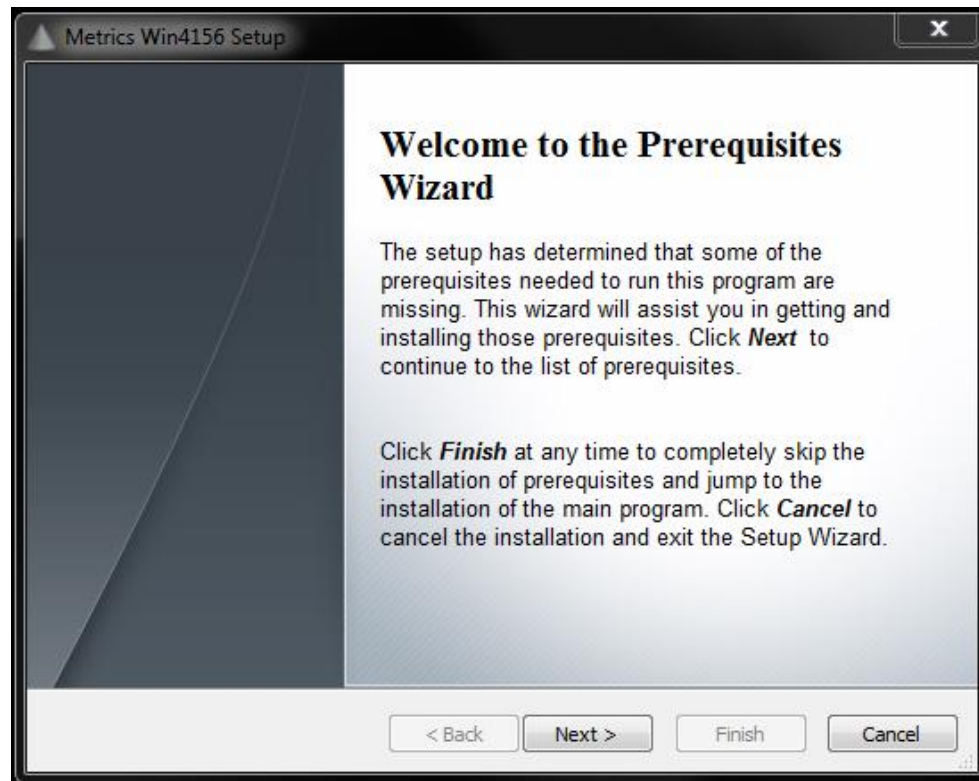 Metrics Win4156 Setup
x
Welcome to the Prerequisites
Wizard
The setup has determined that some of the
prerequisites needed to run this program are
missing. This wizard will assist you in getting and
installing those prerequisites. Click Next to
continue to the list of prerequisites.
Click Finish at any time to completely skip the
installation of prerequisites and jump to the
installation of the main program. Click Cancel to
cancel the installation and exit the Setup Wizard.
< Back Next > Finish Cancel